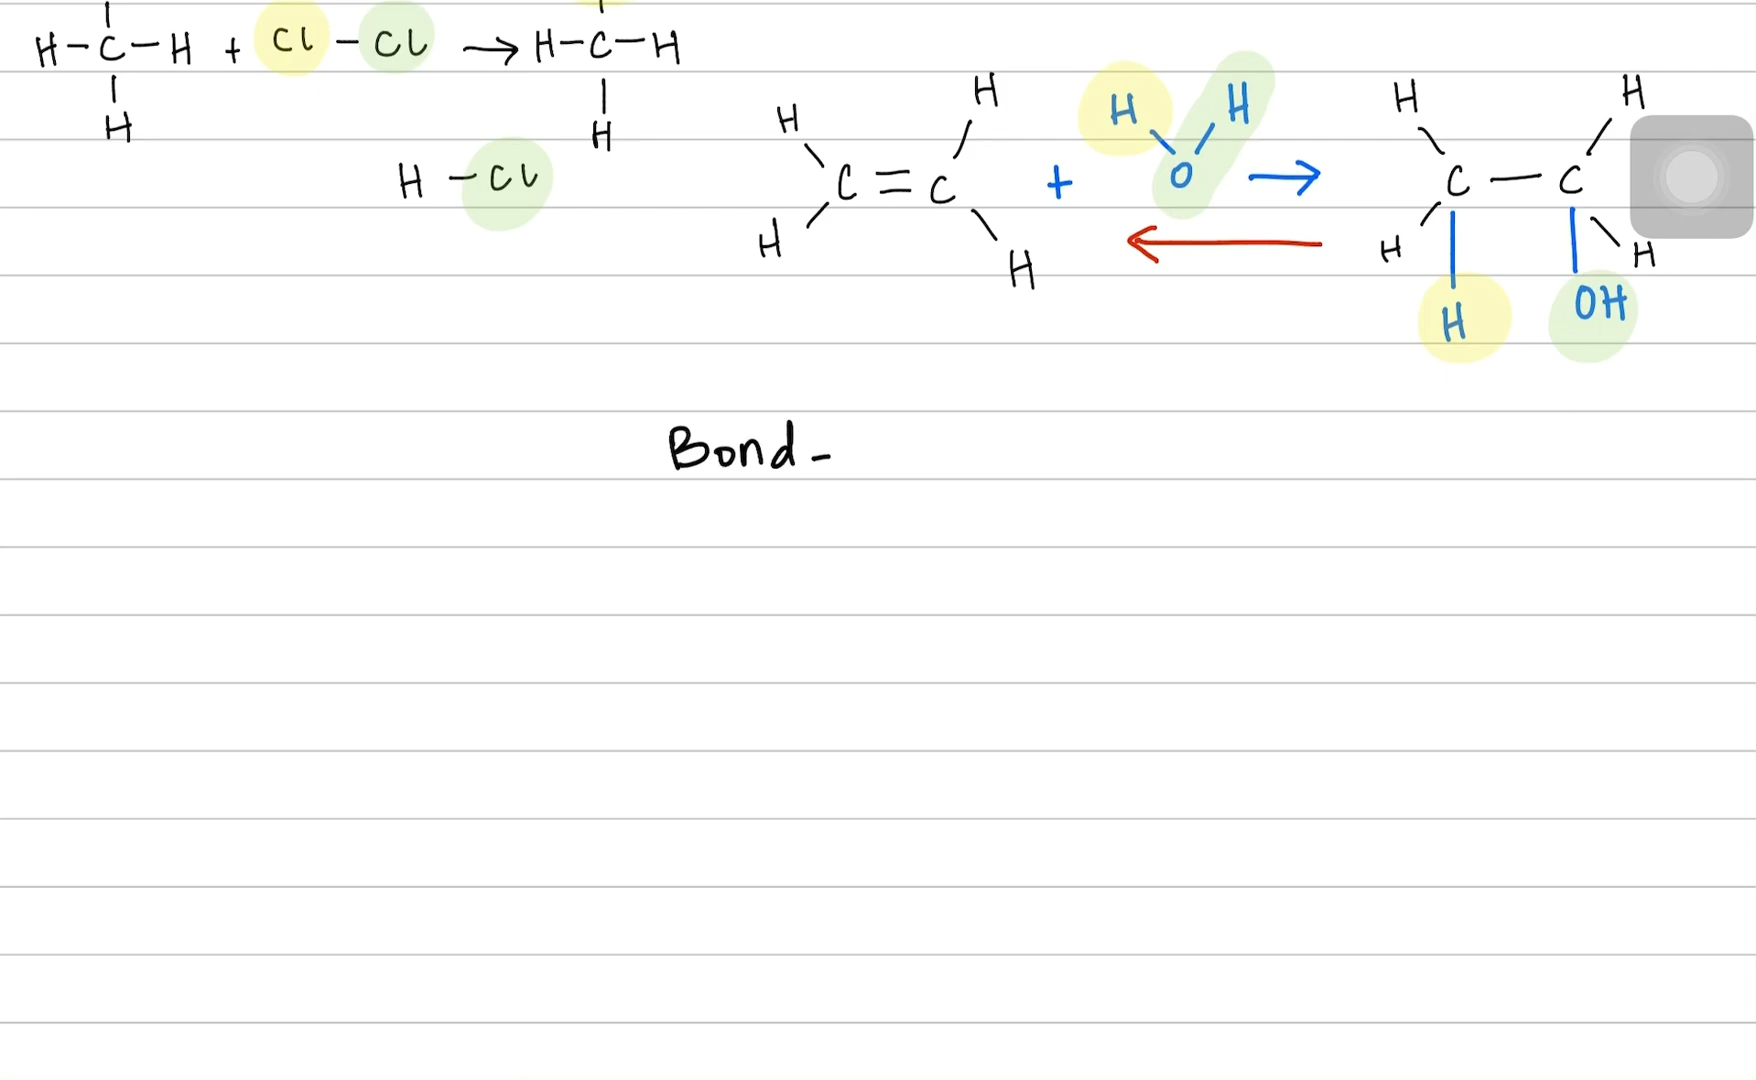 H-C-H + Cl-Cl → H-C-H
H
H
H-Cl
H H
C=C
H H
+
H H
O
→
←
H H
C-C
H H
H OH
Bond-